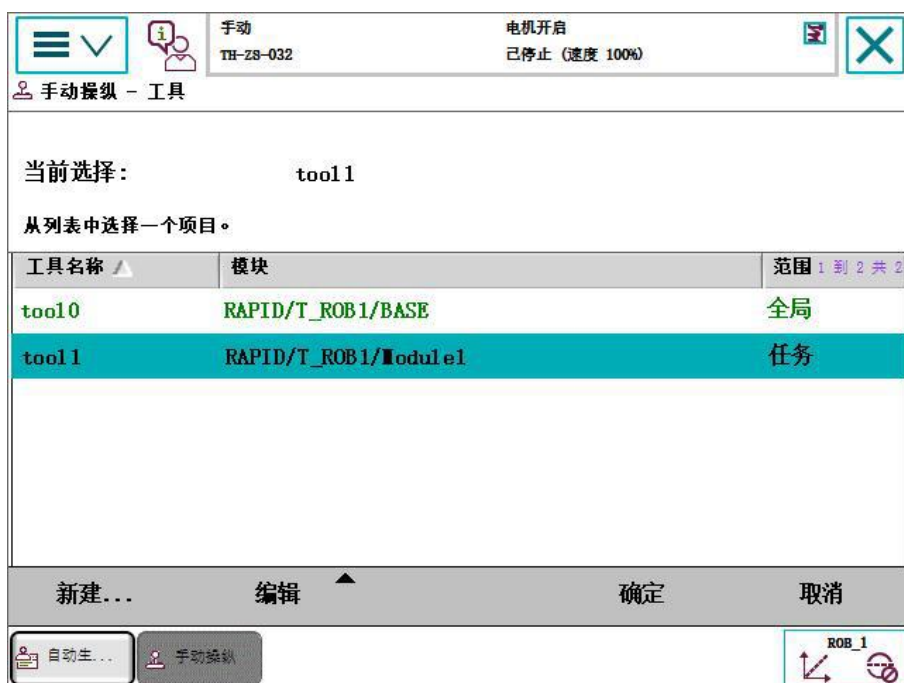 手动
电机开启
TH-ZS-032
已停止 (速度 100%)
手动操纵 - 工具
当前选择: tool1
从列表中选择一个项目。
工具名称 模块 范围 1 到 2 共 2
tool0 RAPID/T_ROB1/BASE 全局
tool1 RAPID/T_ROB1/Module1 任务
新建... 编辑 确定 取消
自动生... 手动操纵 ROB_1